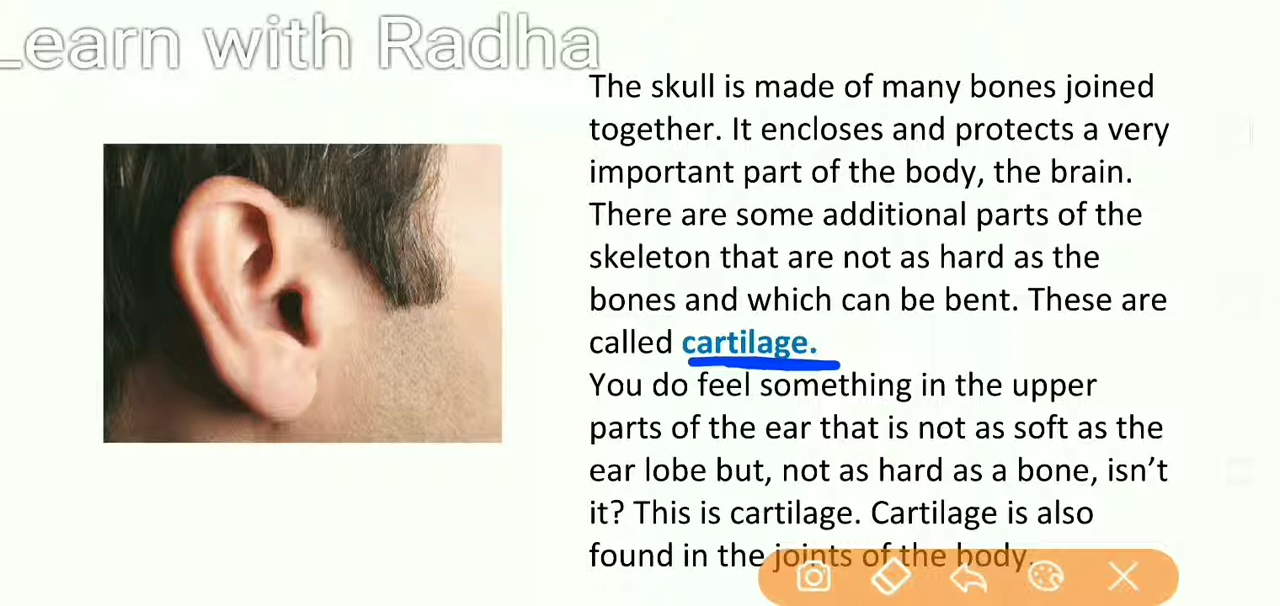 Learn with Radha
The skull is made of many bones joined
together. It encloses and protects a very
important part of the body, the brain.
There are some additional parts of the
skeleton that are not as hard as the
bones and which can be bent. These are
called cartilage.
You do feel something in the upper
parts of the ear that is not as soft as the
ear lobe but, not as hard as a bone, isn’t
it? This is cartilage. Cartilage is also
found in the joints of the body.